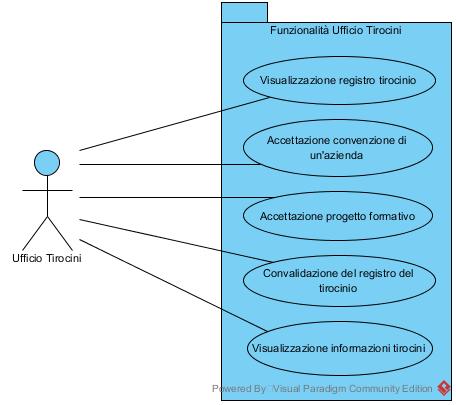 Funzionalità Ufficio Tirocini
Visualizzazione registro tirocinio
Accettazione convenzione di
un'azienda
Accettazione progetto formativo
Ufficio Tirocini
Convalidazione del registro del
tirocinio
Visualizzazione informazioni tirocini
Powered By Visual Paradigm Community Edition